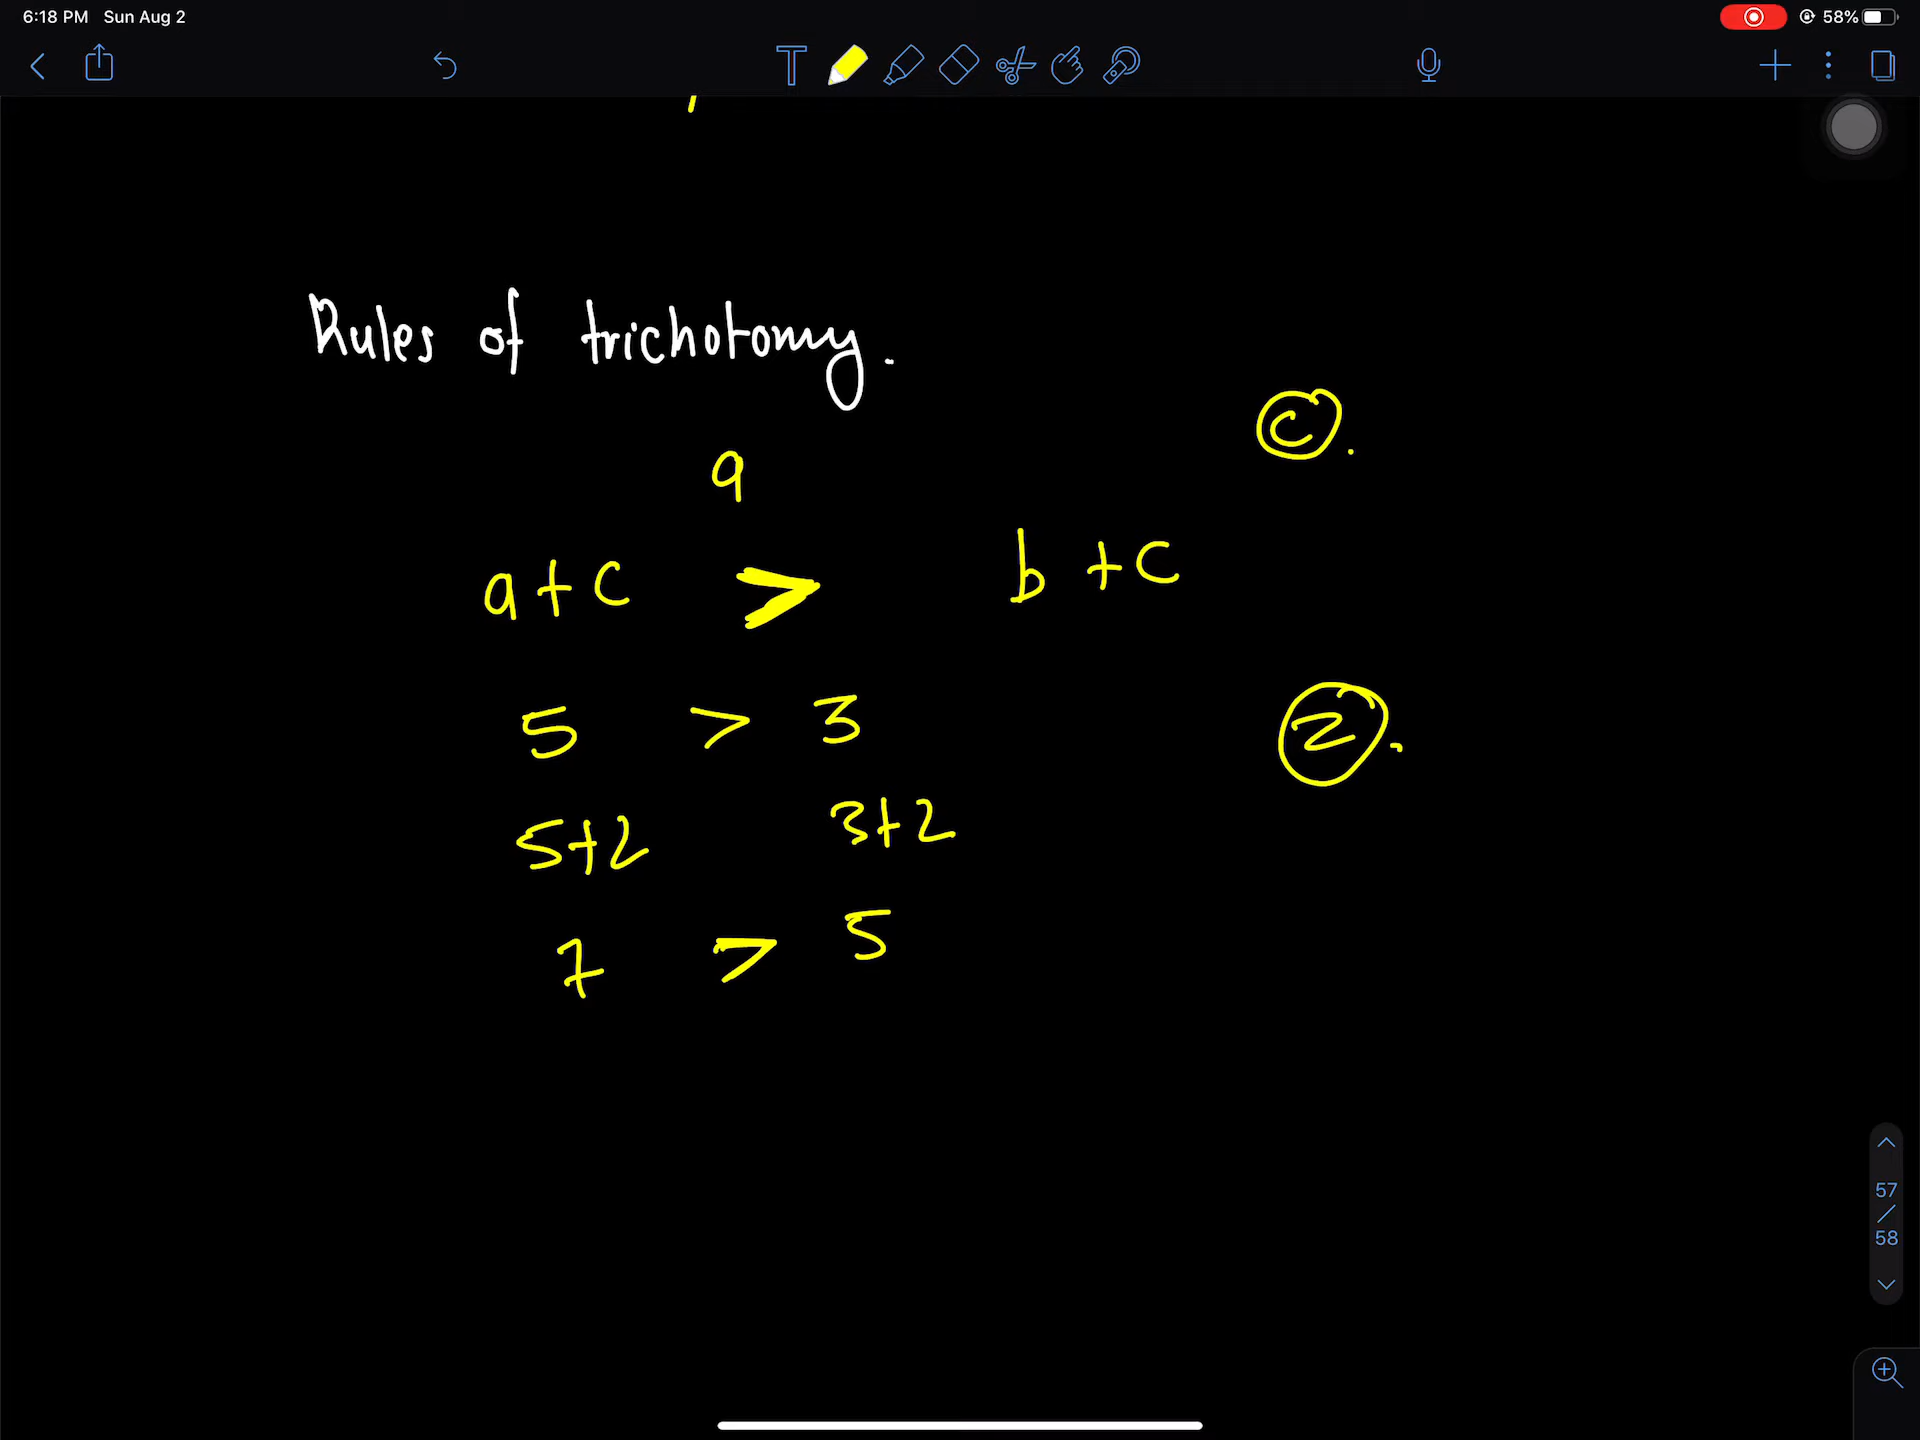 6:18 PM Sun Aug 2 58%
T
Rules of trichotomy.
c.
a
a+c > b +c
5 > 3 2.
5+2 3+2
7 > 5
57
/
58